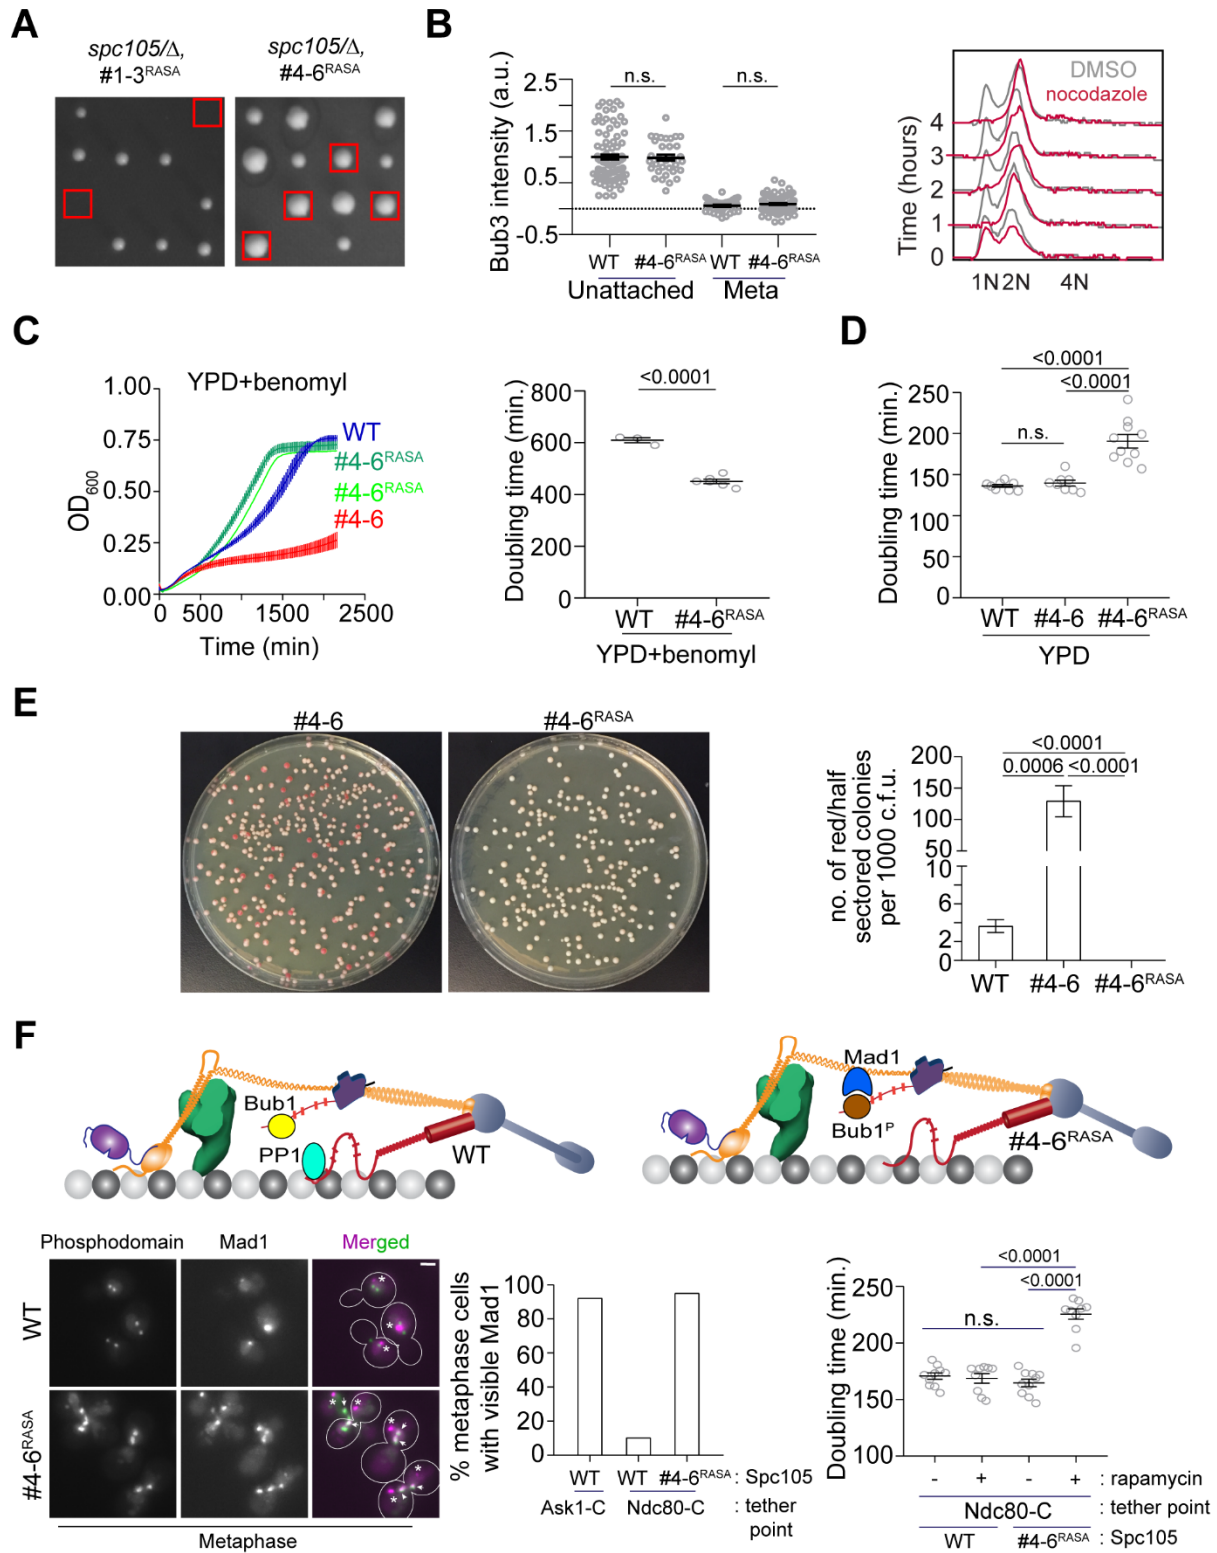 A
spc105/Δ,
#1-3RASA
spc105/Δ,
#4-6RASA
B
Bub3 intensity (a.u.)
2.5
1.5
0.5
-0.5
n.s.
n.s.
WT
#4-6RASA
WT
#4-6RASA
Unattached
Meta
Time (hours)
4
3
2
1
0
DMSO
nocodazole
1N
2N
4N
C
YPD+benomyl
OD600
1.00
0.75
0.50
0.25
0.00
WT
#4-6RASA
#4-6RASA
#4-6
0
500
1500
2500
Time (min)
Doubling time (min.)
800
600
400
200
0
<0.0001
WT
#4-6RASA
YPD+benomyl
D
Doubling time (min.)
250
200
150
100
50
0
<0.0001
<0.0001
n.s.
WT
#4-6
#4-6RASA
YPD
E
#4-6
#4-6RASA
no. of red/half
sectored colonies
per 1000 c.f.u.
200
150
100
50
10
6
4
2
0
<0.0001
0.0006
<0.0001
WT
#4-6
#4-6RASA
F
Bub1
PP1
WT
Mad1
Bub1P
#4-6RASA
Phosphodomain
Mad1
Merged
WT
#4-6RASA
Metaphase
% metaphase cells
with visible Mad1
100
80
60
40
20
0
WT
WT
#4-6RASA
: Spc105
Ask1-C
Ndc80-C
: tether
point
Doubling time (min.)
250
200
150
100
<0.0001
<0.0001
n.s.
-
+
-
+
: rapamycin
Ndc80-C
: tether point
WT
#4-6RASA
: Spc105